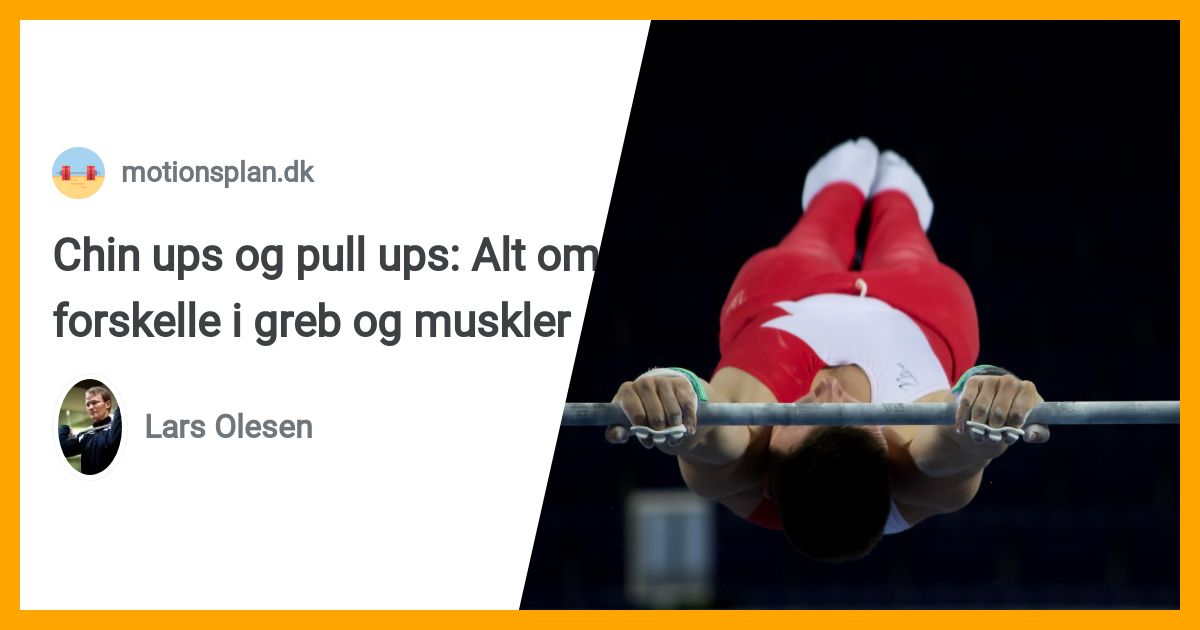 motionsplan.dk
Chin ups og pull ups: Alt om
forskelle i greb og muskler
Lars Olesen